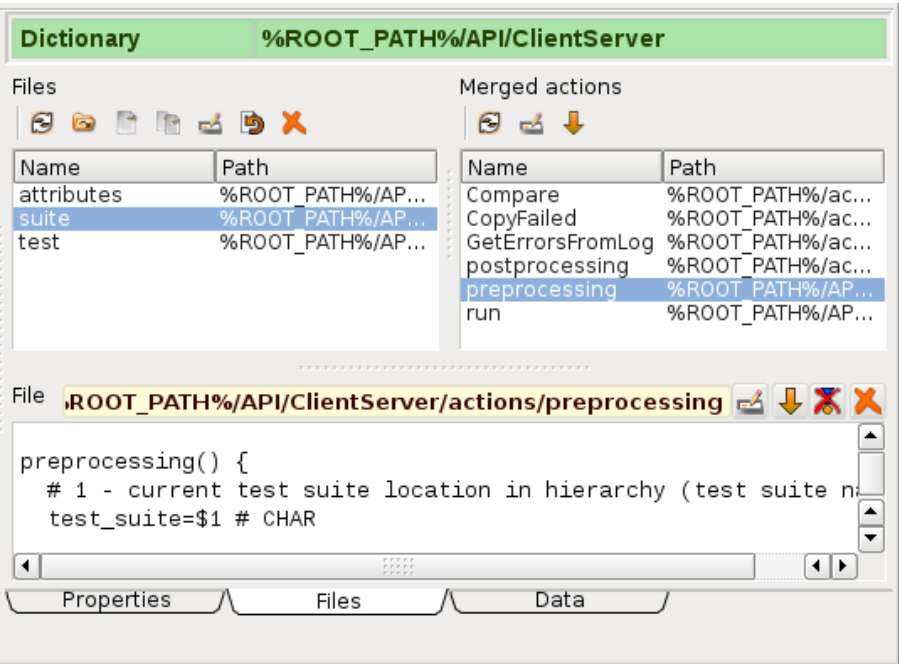 Dictionary %ROOT_PATH%/API/ClientServer
Files
Merged actions
Name Path
attributes %ROOT_PATH%/AP...
suite %ROOT_PATH%/AP...
test %ROOT_PATH%/AP...
Name Path
Compare %ROOT_PATH%/ac...
CopyFailed %ROOT_PATH%/ac...
GetErrorsFromLog %ROOT_PATH%/ac...
postprocessing %ROOT_PATH%/ac...
preprocessing %ROOT_PATH%/AP...
run %ROOT_PATH%/AP...
File ROOT_PATH%/API/ClientServer/actions/preprocessing
preprocessing() {
# 1 - current test suite location in hierarchy (test suite na
test_suite=$1 # CHAR
Properties Files Data